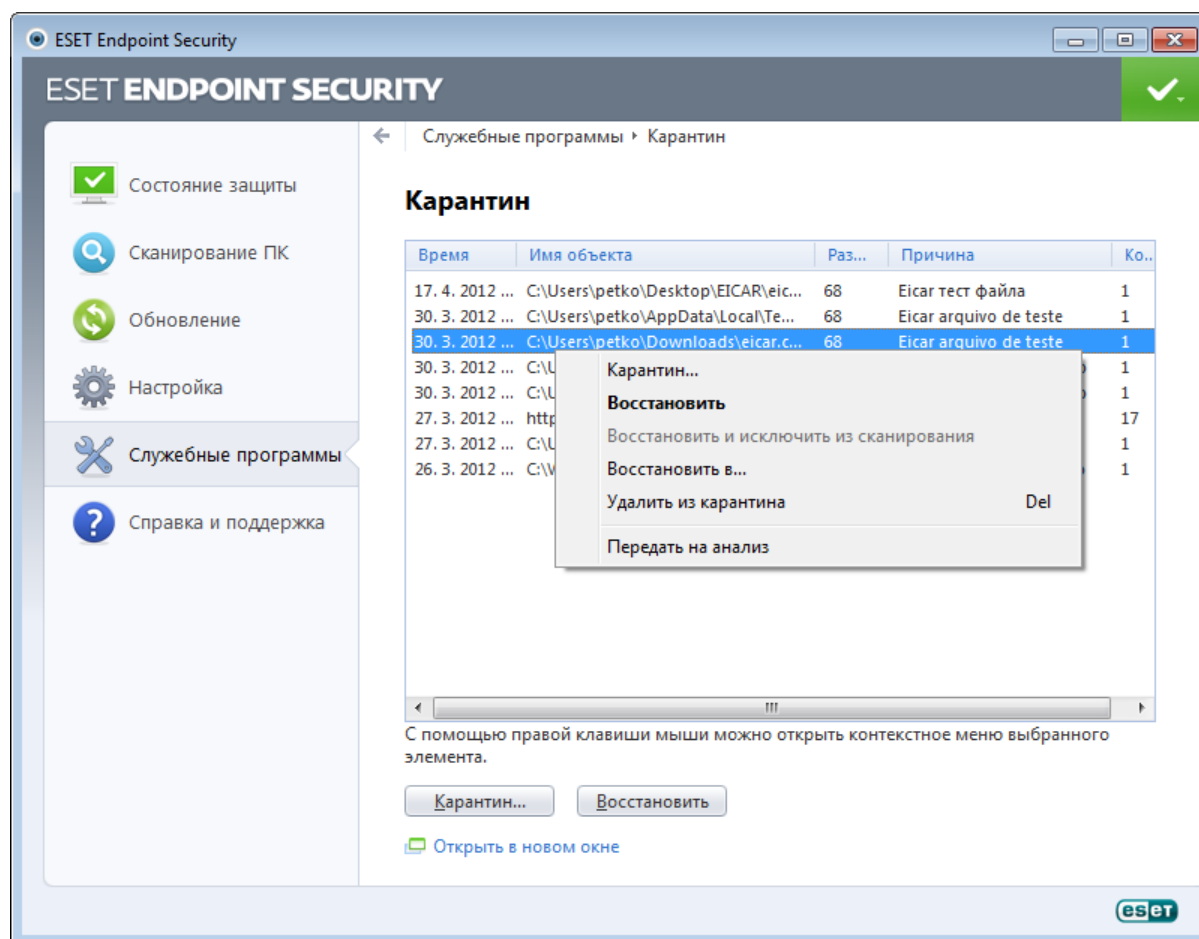 ESET Endpoint Security
ESET ENDPOINT SECURITY
Служебные программы Карантин
Состояние защиты
Сканирование ПК
Обновление
Настройка
Служебные программы
Справка и поддержка
Карантин
Время Имя объекта Раз... Причина Ко..
17. 4. 2012 ... C:\Users\petko\Desktop\EICAR\eic... 68 Eicar тест файла 1
30. 3. 2012 ... C:\Users\petko\AppData\Local\Te... 68 Eicar arquivo de teste 1
30. 3. 2012 ... C:\Users\petko\Downloads\eicar.c... 68 Eicar arquivo de teste 1
30. 3. 2012 ... C:\U 1
30. 3. 2012 ... C:\U 1
27. 3. 2012 ... http 17
27. 3. 2012 ... C:\U 1
26. 3. 2012 ... C:\W 1
Карантин...
Восстановить
Восстановить и исключить из сканирования
Восстановить в...
Удалить из карантина Del
Передать на анализ
С помощью правой клавиши мыши можно открыть контекстное меню выбранного
элемента.
Карантин... Восстановить
Открыть в новом окне
eset